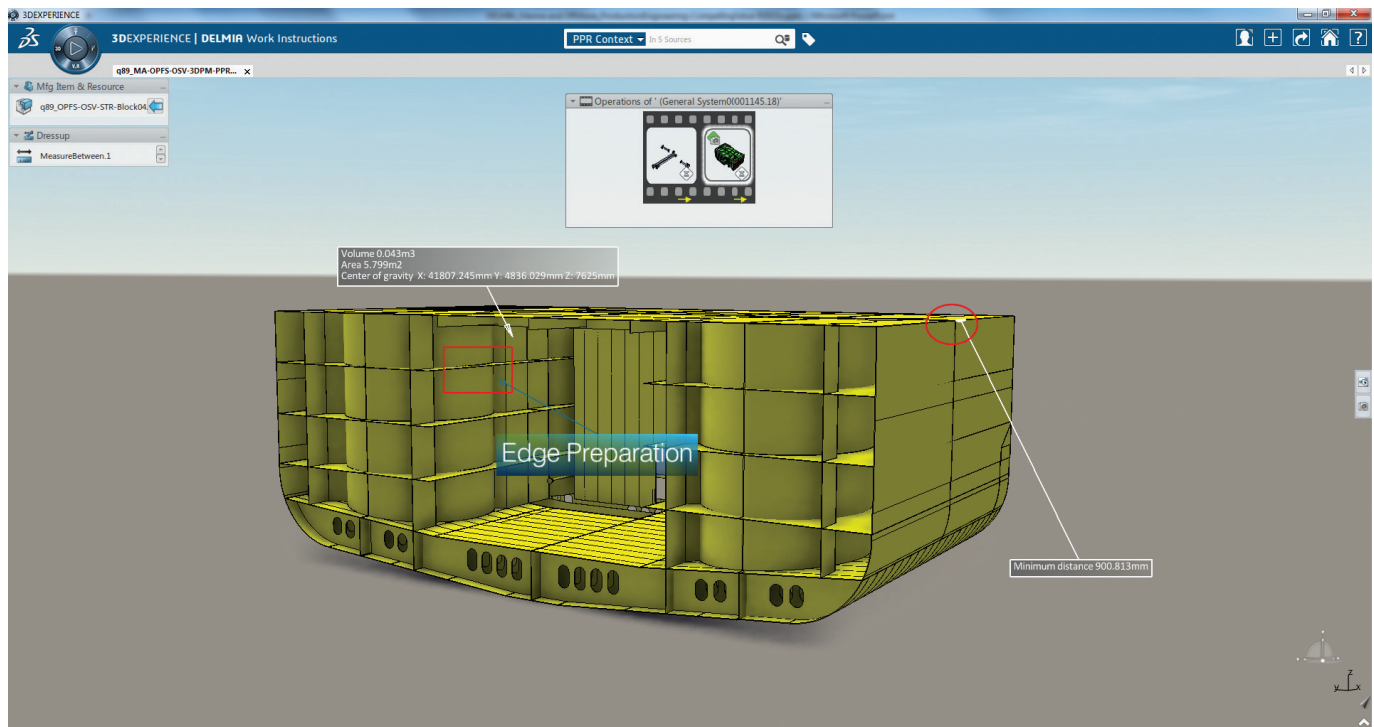 3DEXPERIENCE
3DEXPERIENCE | DELMIA Work Instructions
PPR Context
In 5 Sources
q89_MA-OPFS-OSV-3DPM-PPR... x
Mfg Item & Resource
q89_OPFS-OSV-STR-Block04
Dressup
MeasureBetween.1
Operations of ' (General System0(001145.18)'
Volume 0.043m3
Area 5.799m2
Center of gravity X: 41807.245mm Y: 4836.029mm Z: 7625mm
Edge Preparation
Minimum distance 900.813mm
z
y x